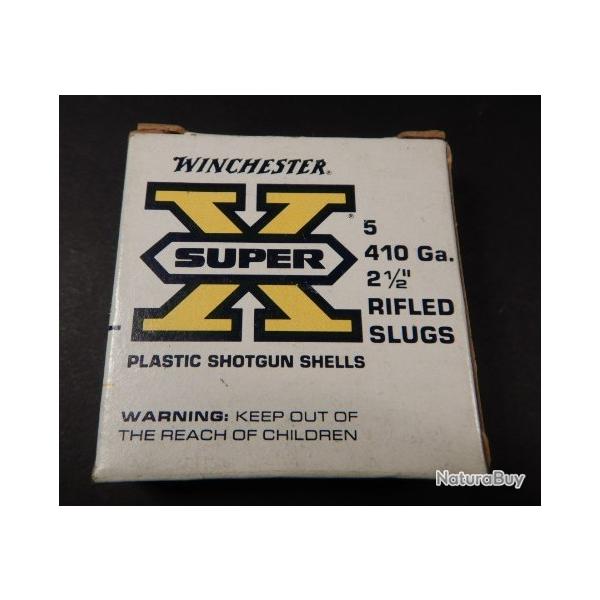 WINCHESTER®
X®
SUPER
5
410 Ga.
2½"
RIFLED
SLUGS
PLASTIC SHOTGUN SHELLS
WARNING: KEEP OUT OF
THE REACH OF CHILDREN
NaturaBuy